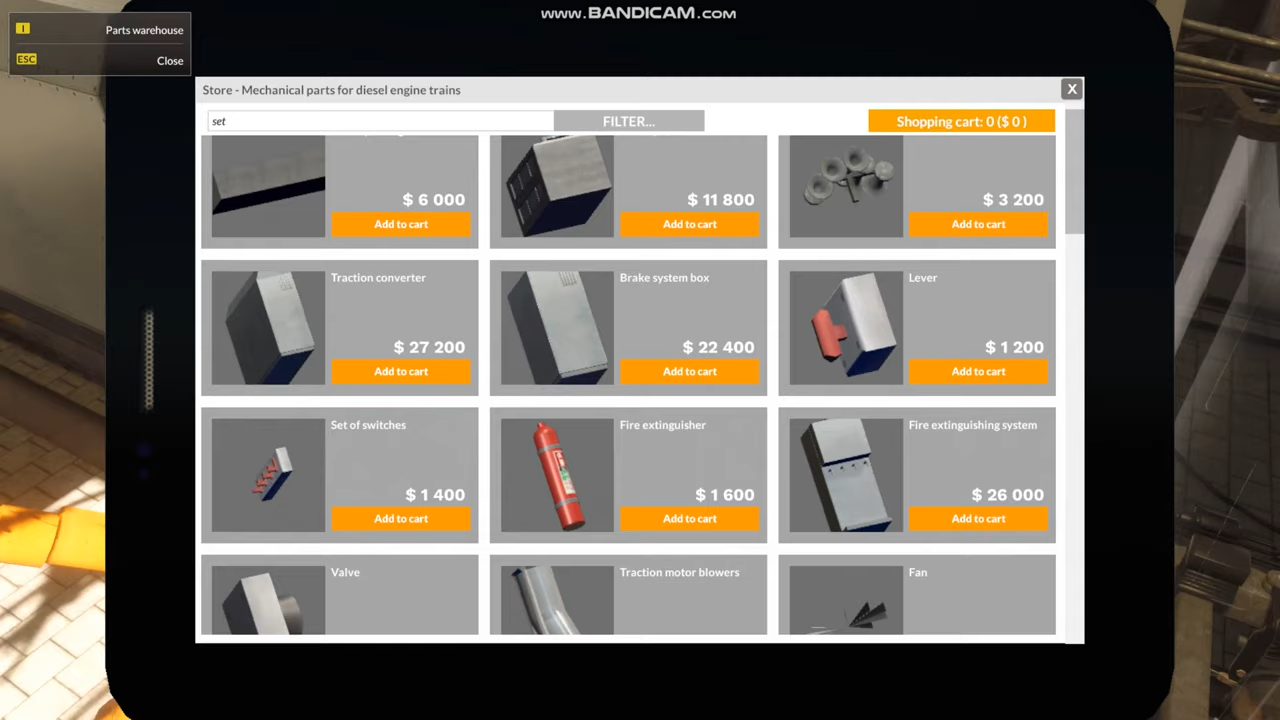 www.BANDICAM.com
I Parts warehouse
ESC Close
Store - Mechanical parts for diesel engine trains
X
set
FILTER...
Shopping cart: 0 ($ 0 )
$ 6 000
$ 11 800
$ 3 200
Add to cart
Add to cart
Add to cart
Traction converter
Brake system box
Lever
$ 27 200
$ 22 400
$ 1 200
Add to cart
Add to cart
Add to cart
Set of switches
Fire extinguisher
Fire extinguishing system
$ 1 400
$ 1 600
$ 26 000
Add to cart
Add to cart
Add to cart
Valve
Traction motor blowers
Fan